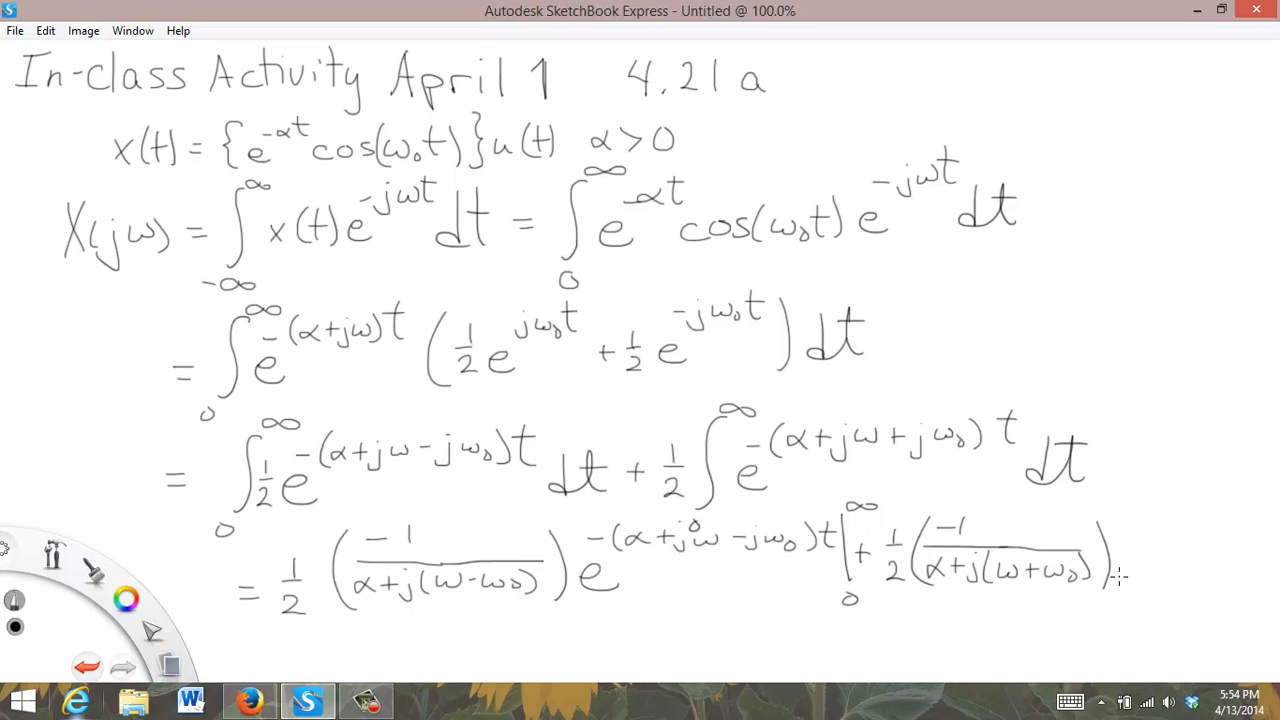 Autodesk SketchBook Express - Untitled @ 100.0%
File Edit Image Window Help
In-class Activity April 1 4.21 a
x(t) = {e^{-αt} cos(ω₀t)}u(t) α > 0
X(jω) = ∫_{-∞}^{∞} x(t) e^{-jωt} dt = ∫_{0}^{∞} e^{-αt} cos(ω₀t) e^{-jωt} dt
= ∫_{0}^{∞} e^{-(α+jω)t} (½ e^{jω₀t} + ½ e^{-jω₀t}) dt
= ∫_{0}^{∞} ½ e^{-(α+jω-jω₀)t} dt + ½ ∫_{0}^{∞} e^{-(α+jω+jω₀)t} dt
= ½ (-1/(α+j(ω-ω₀))) e^{-(α+jω-jω₀)t} |_{0}^{∞} + ½ (-1/(α+j(ω+ω₀)))
5:54 PM
4/13/2014